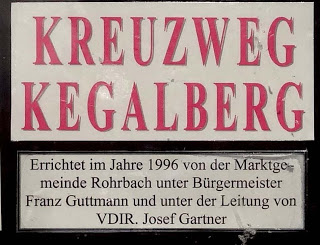 KREUZWEG
KEGALBERG
Errichtet im Jahre 1996 von der Marktge-
meinde Rohrbach unter Bürgermeister
Franz Guttmann und unter der Leitung von
VDIR. Josef Gartner